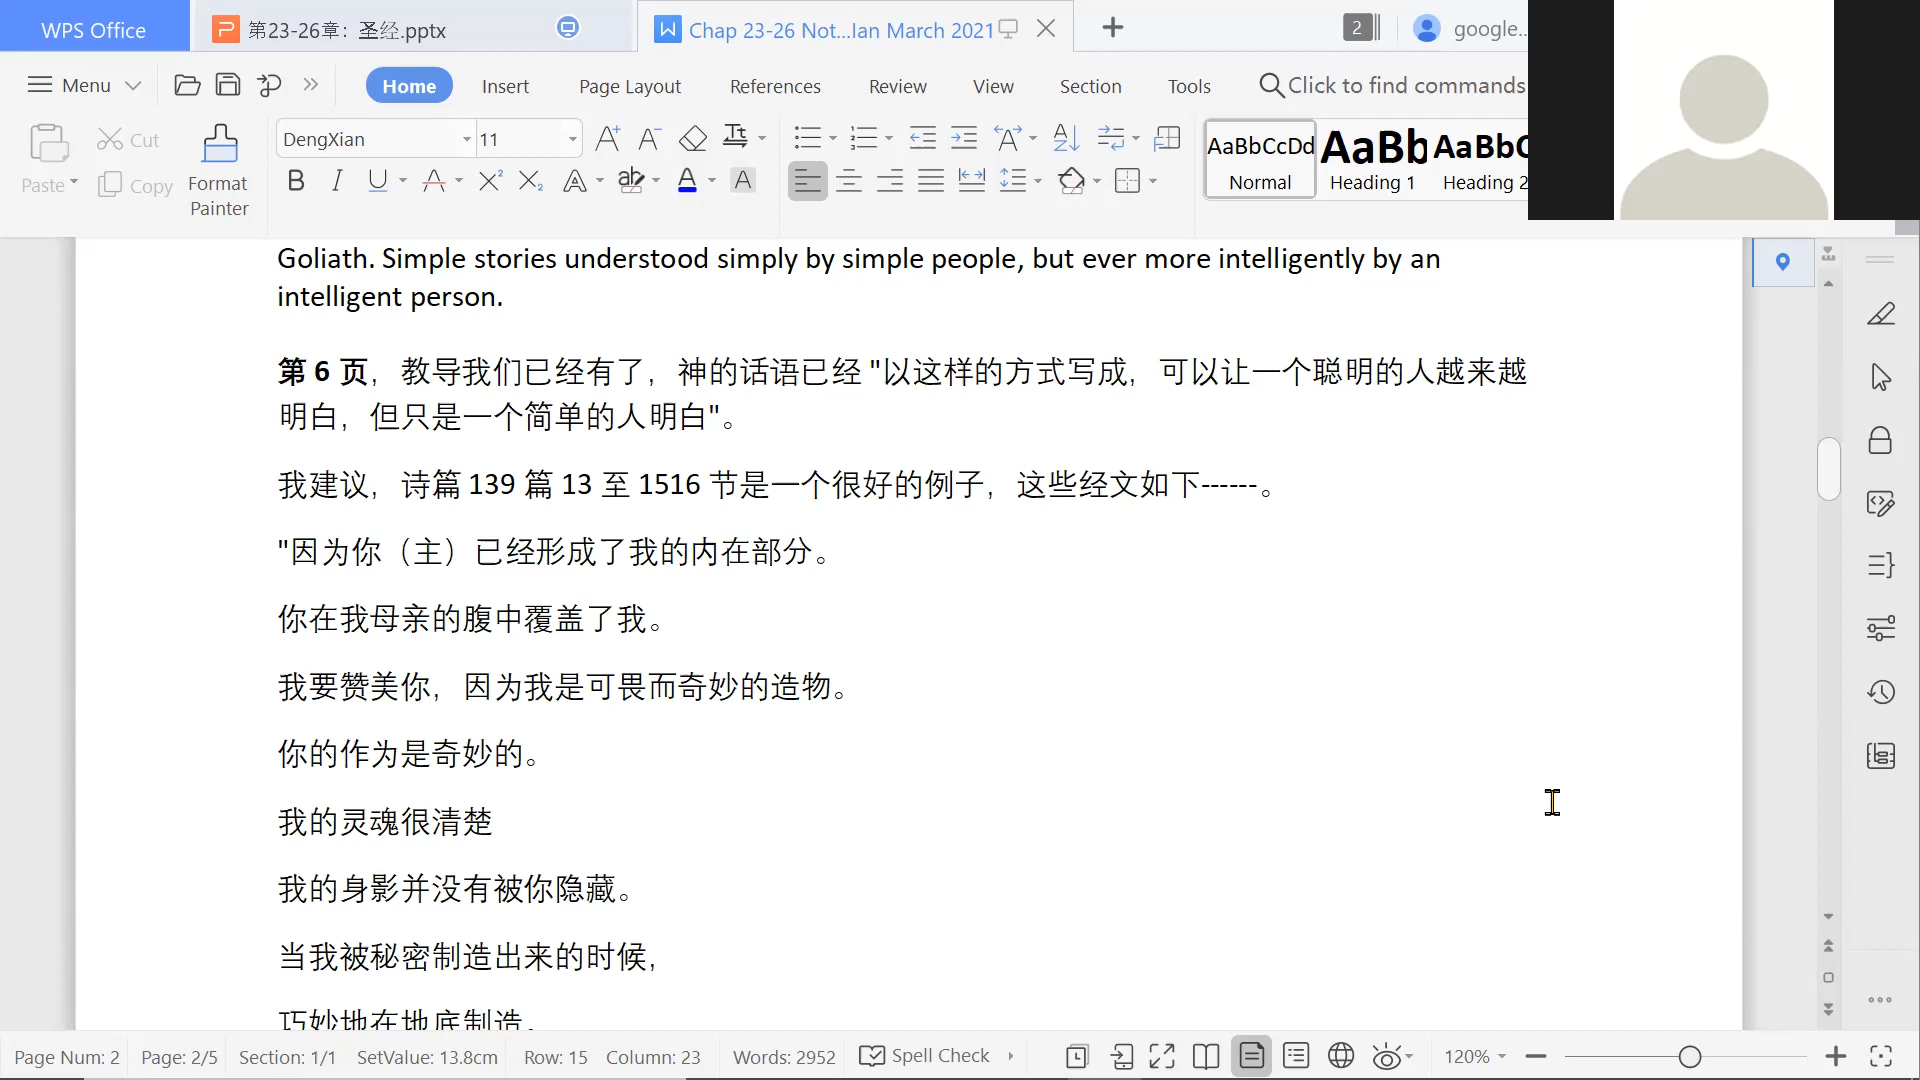 WPS Office
第23-26章：圣经.pptx
Chap 23-26 Not...Ian March 2021
2
google..
Menu
Home
Insert
Page Layout
References
Review
View
Section
Tools
Click to find commands
Paste
Cut
Copy
Format Painter
DengXian
11
AaBbCcDd
Normal
AaBb
Heading 1
AaBbC
Heading 2
Goliath. Simple stories understood simply by simple people, but ever more intelligently by an
intelligent person.
第 6 页，教导我们已经有了，神的话语已经 "以这样的方式写成，可以让一个聪明的人越来越
明白，但只是一个简单的人明白"。
我建议，诗篇 139 篇 13 至 1516 节是一个很好的例子，这些经文如下------。
"因为你（主）已经形成了我的内在部分。
你在我母亲的腹中覆盖了我。
我要赞美你，因为我是可畏而奇妙的造物。
你的作为是奇妙的。
我的灵魂很清楚
我的身影并没有被你隐藏。
当我被秘密制造出来的时候，
巧妙地在地底制造。
Page Num: 2
Page: 2/5
Section: 1/1
SetValue: 13.8cm
Row: 15
Column: 23
Words: 2952
Spell Check
120%